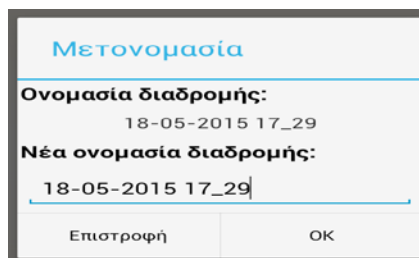 Μετονομασία
Ονομασία διαδρομής:
18-05-2015 17_29
Νέα ονομασία διαδρομής:
18-05-2015 17_29
Επιστροφή OK